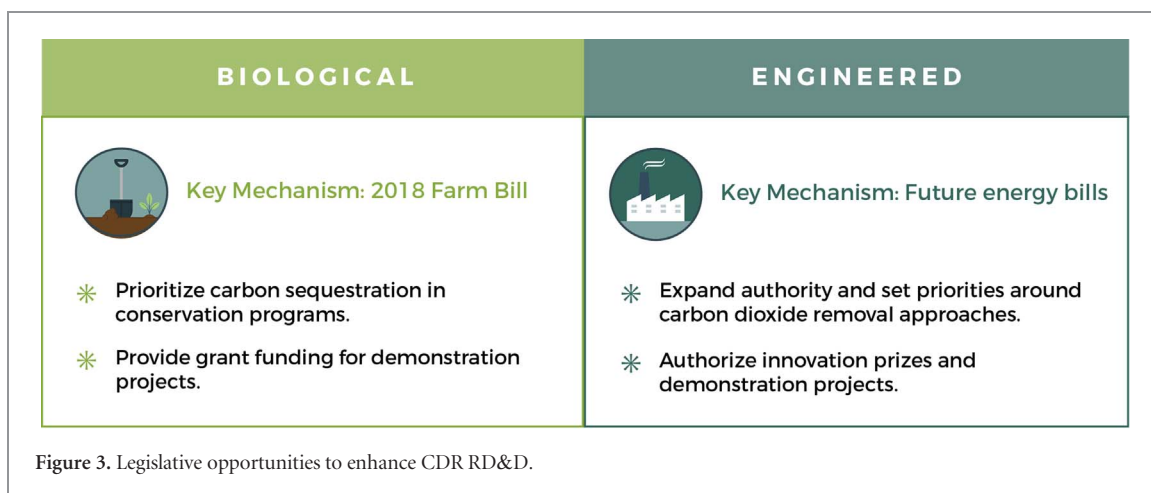 BIOLOGICAL
Key Mechanism: 2018 Farm Bill
✳ Prioritize carbon sequestration in
conservation programs.
✳ Provide grant funding for demonstration
projects.
ENGINEERED
Key Mechanism: Future energy bills
✳ Expand authority and set priorities around
carbon dioxide removal approaches.
✳ Authorize innovation prizes and
demonstration projects.
Figure 3. Legislative opportunities to enhance CDR RD&D.